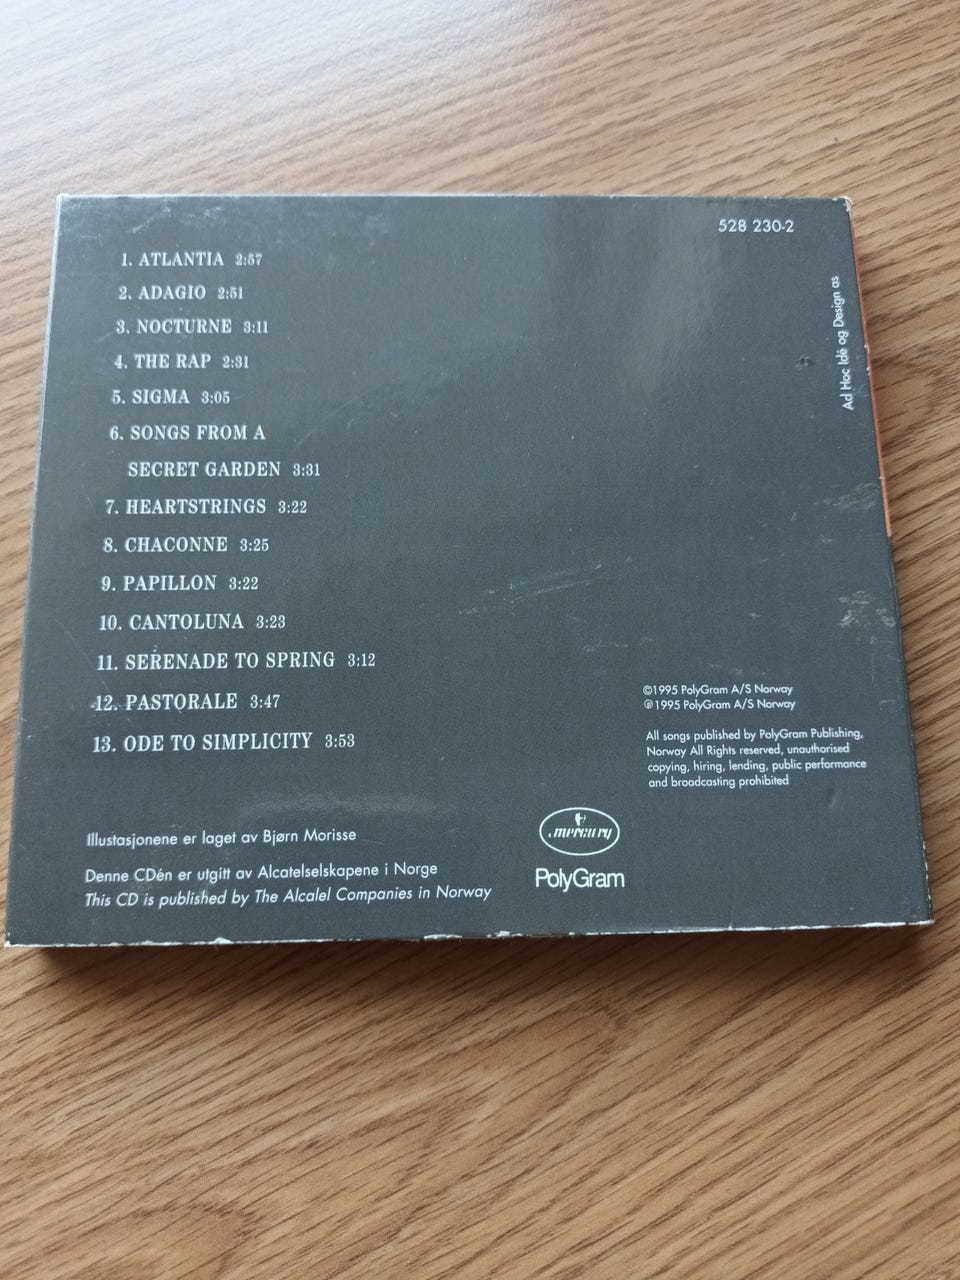 528 230-2
1. ATLANTIA 2:57
2. ADAGIO 2:51
3. NOCTURNE 3:11
4. THE RAP 2:31
5. SIGMA 3:05
6. SONGS FROM A
SECRET GARDEN 3:31
7. HEARTSTRINGS 3:22
8. CHACONNE 3:25
9. PAPILLON 3:22
10. CANTOLUNA 3:23
11. SERENADE TO SPRING 3:12
12. PASTORALE 3:47
13. ODE TO SIMPLICITY 3:53
Ad Hoc Idé og Design as
©1995 PolyGram A/S Norway
℗1995 PolyGram A/S Norway
All songs published by PolyGram Publishing,
Norway All Rights reserved, unauthorised
copying, hiring, lending, public performance
and broadcasting prohibited
Illustasjonene er laget av Bjørn Morisse
Denne CDén er utgitt av Alcatelselskapene i Norge
This CD is published by The Alcalel Companies in Norway
mercury
PolyGram